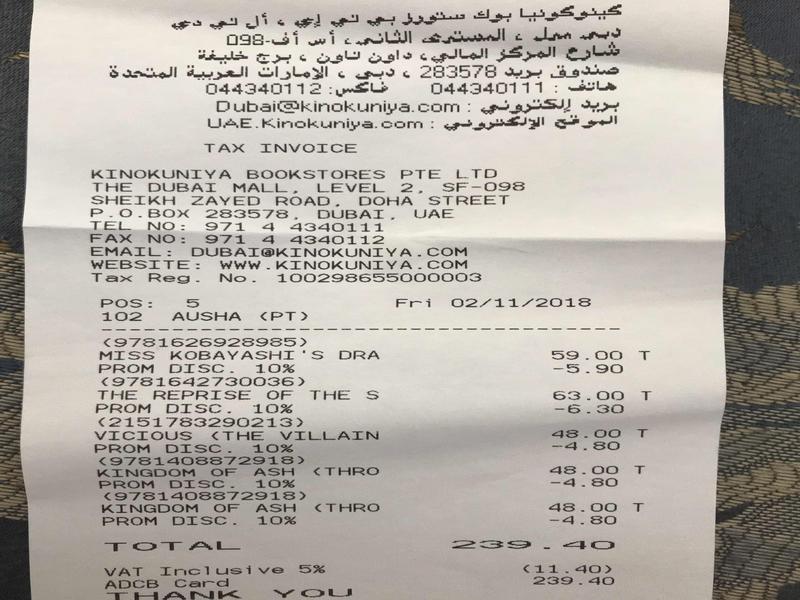 كينوكونيا بوك ستورز بي تي إي ، أل تي دي
دبي مول ، المستوى الثاني ، أس أف-098
شارع المركز المالي، داون تاون ، برج خليفة
صندوق بريد 283578 ، دبي ، الإمارات العربية المتحدة
هاتف : 044340111 فاكس: 044340112
بريد إلكتروني : Dubai@kinokuniya.com
الموقع الإلكتروني : UAE.Kinokuniya.com
TAX INVOICE
KINOKUNIYA BOOKSTORES PTE LTD
THE DUBAI MALL, LEVEL 2, SF-098
SHEIKH ZAYED ROAD, DOHA STREET
P.O.BOX 283578, DUBAI, UAE
TEL NO: 971 4 4340111
FAX NO: 971 4 4340112
EMAIL: DUBAI@KINOKUNIYA.COM
WEBSITE: WWW.KINOKUNIYA.COM
Tax Reg. No. 100298655000003
POS: 5 Fri 02/11/2018
102 AUSHA (PT)
(9781626928985)
MISS KOBAYASHI'S DRA 59.00 T
PROM DISC. 10% -5.90
(9781642730036)
THE REPRISE OF THE S 63.00 T
PROM DISC. 10% -6.30
(2151783290213)
VICIOUS (THE VILLAIN 48.00 T
PROM DISC. 10% -4.80
(9781408872918)
KINGDOM OF ASH (THRO 48.00 T
PROM DISC. 10% -4.80
(9781408872918)
KINGDOM OF ASH (THRO 48.00 T
PROM DISC. 10% -4.80
TOTAL 239.40
VAT Inclusive 5% (11.40)
ADCB Card 239.40
THANK YOU